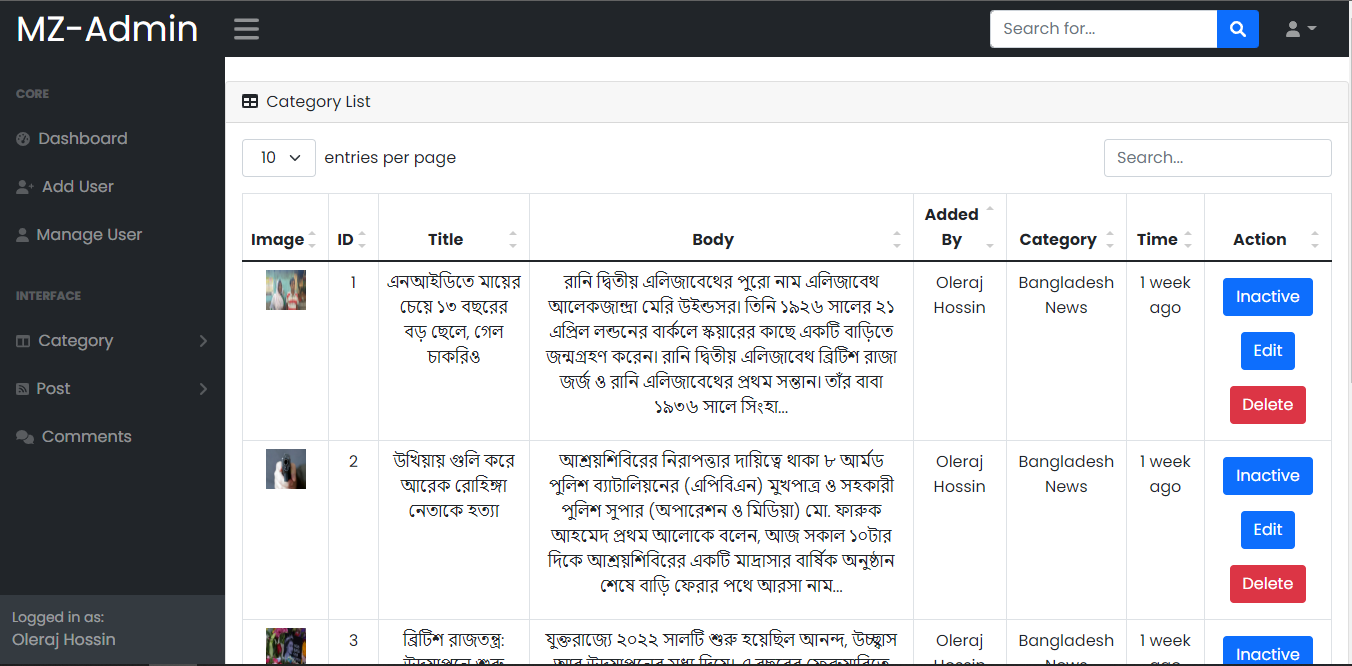 MZ-Admin
Search for...
CORE
Dashboard
Add User
Manage User
INTERFACE
Category
Post
Comments
Logged in as:
Oleraj Hossin
Category List
10 entries per page
Search...
Image ID Title Body Added By Category Time Action
1
এনআইডিতে মায়ের
চেয়ে ১৩ বছরের
বড় ছেলে, গেল
চাকরিও
রানি দ্বিতীয় এলিজাবেথের পুরো নাম এলিজাবেথ
আলেকজান্দ্রা মেরি উইন্ডসর। তিনি ১৯২৬ সালের ২১
এপ্রিল লন্ডনের বার্কলে স্কয়ারের কাছে একটি বাড়িতে
জন্মগ্রহণ করেন। রানি দ্বিতীয় এলিজাবেথ ব্রিটিশ রাজা
জর্জ ও রানি এলিজাবেথের প্রথম সন্তান। তাঁর বাবা
১৯৩৬ সালে সিংহা...
Oleraj
Hossin
Bangladesh
News
1 week
ago
Inactive
Edit
Delete
2
উখিয়ায় গুলি করে
আরেক রোহিঙ্গা
নেতাকে হত্যা
আশ্রয়শিবিরের নিরাপত্তার দায়িত্বে থাকা ৮ আর্মড
পুলিশ ব্যাটালিয়নের (এপিবিএন) মুখপাত্র ও সহকারী
পুলিশ সুপার (অপারেশন ও মিডিয়া) মো. ফারুক
আহমেদ প্রথম আলোকে বলেন, আজ সকাল ১০টার
দিকে আশ্রয়শিবিরের একটি মাদ্রাসার বার্ষিক অনুষ্ঠান
শেষে বাড়ি ফেরার পথে আরসা নাম...
Oleraj
Hossin
Bangladesh
News
1 week
ago
Inactive
Edit
Delete
3
ব্রিটিশ রাজতন্ত্র:
যুক্তরাজ্যে ২০২২ সালটি শুরু হয়েছিল আনন্দ, উচ্ছ্বাস
Oleraj
Bangladesh
1 week
Inactive